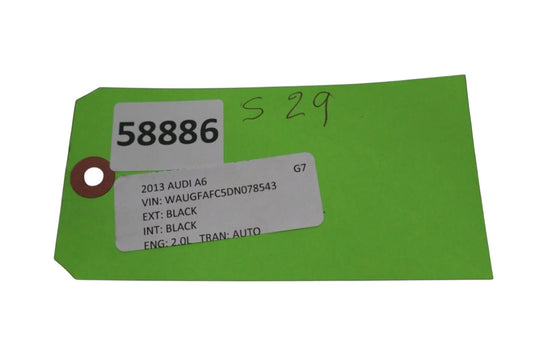 S 29
58886
G7
2013 AUDI A6
VIN: WAUGFAFC5DN078543
EXT: BLACK
INT: BLACK
ENG: 2.0L TRAN: AUTO